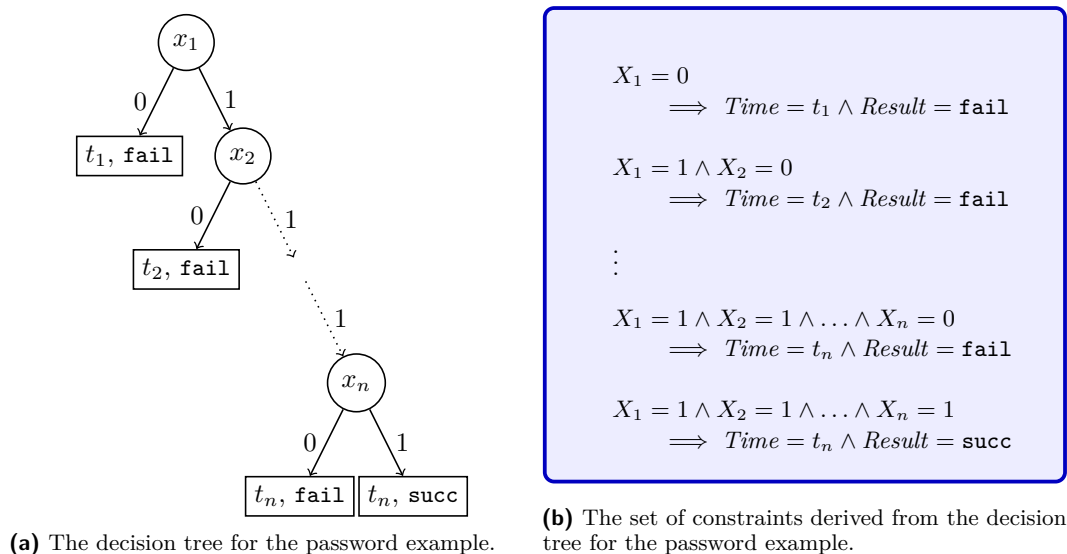 x₁
0
1
t₁, fail
x₂
0
1
t₂, fail
1
xₙ
0
1
tₙ, fail
tₙ, succ
(a) The decision tree for the password example.
X₁ = 0
⟹ Time = t₁ ∧ Result = fail
X₁ = 1 ∧ X₂ = 0
⟹ Time = t₂ ∧ Result = fail
⋮
X₁ = 1 ∧ X₂ = 1 ∧ … ∧ Xₙ = 0
⟹ Time = tₙ ∧ Result = fail
X₁ = 1 ∧ X₂ = 1 ∧ … ∧ Xₙ = 1
⟹ Time = tₙ ∧ Result = succ
(b) The set of constraints derived from the decision
tree for the password example.